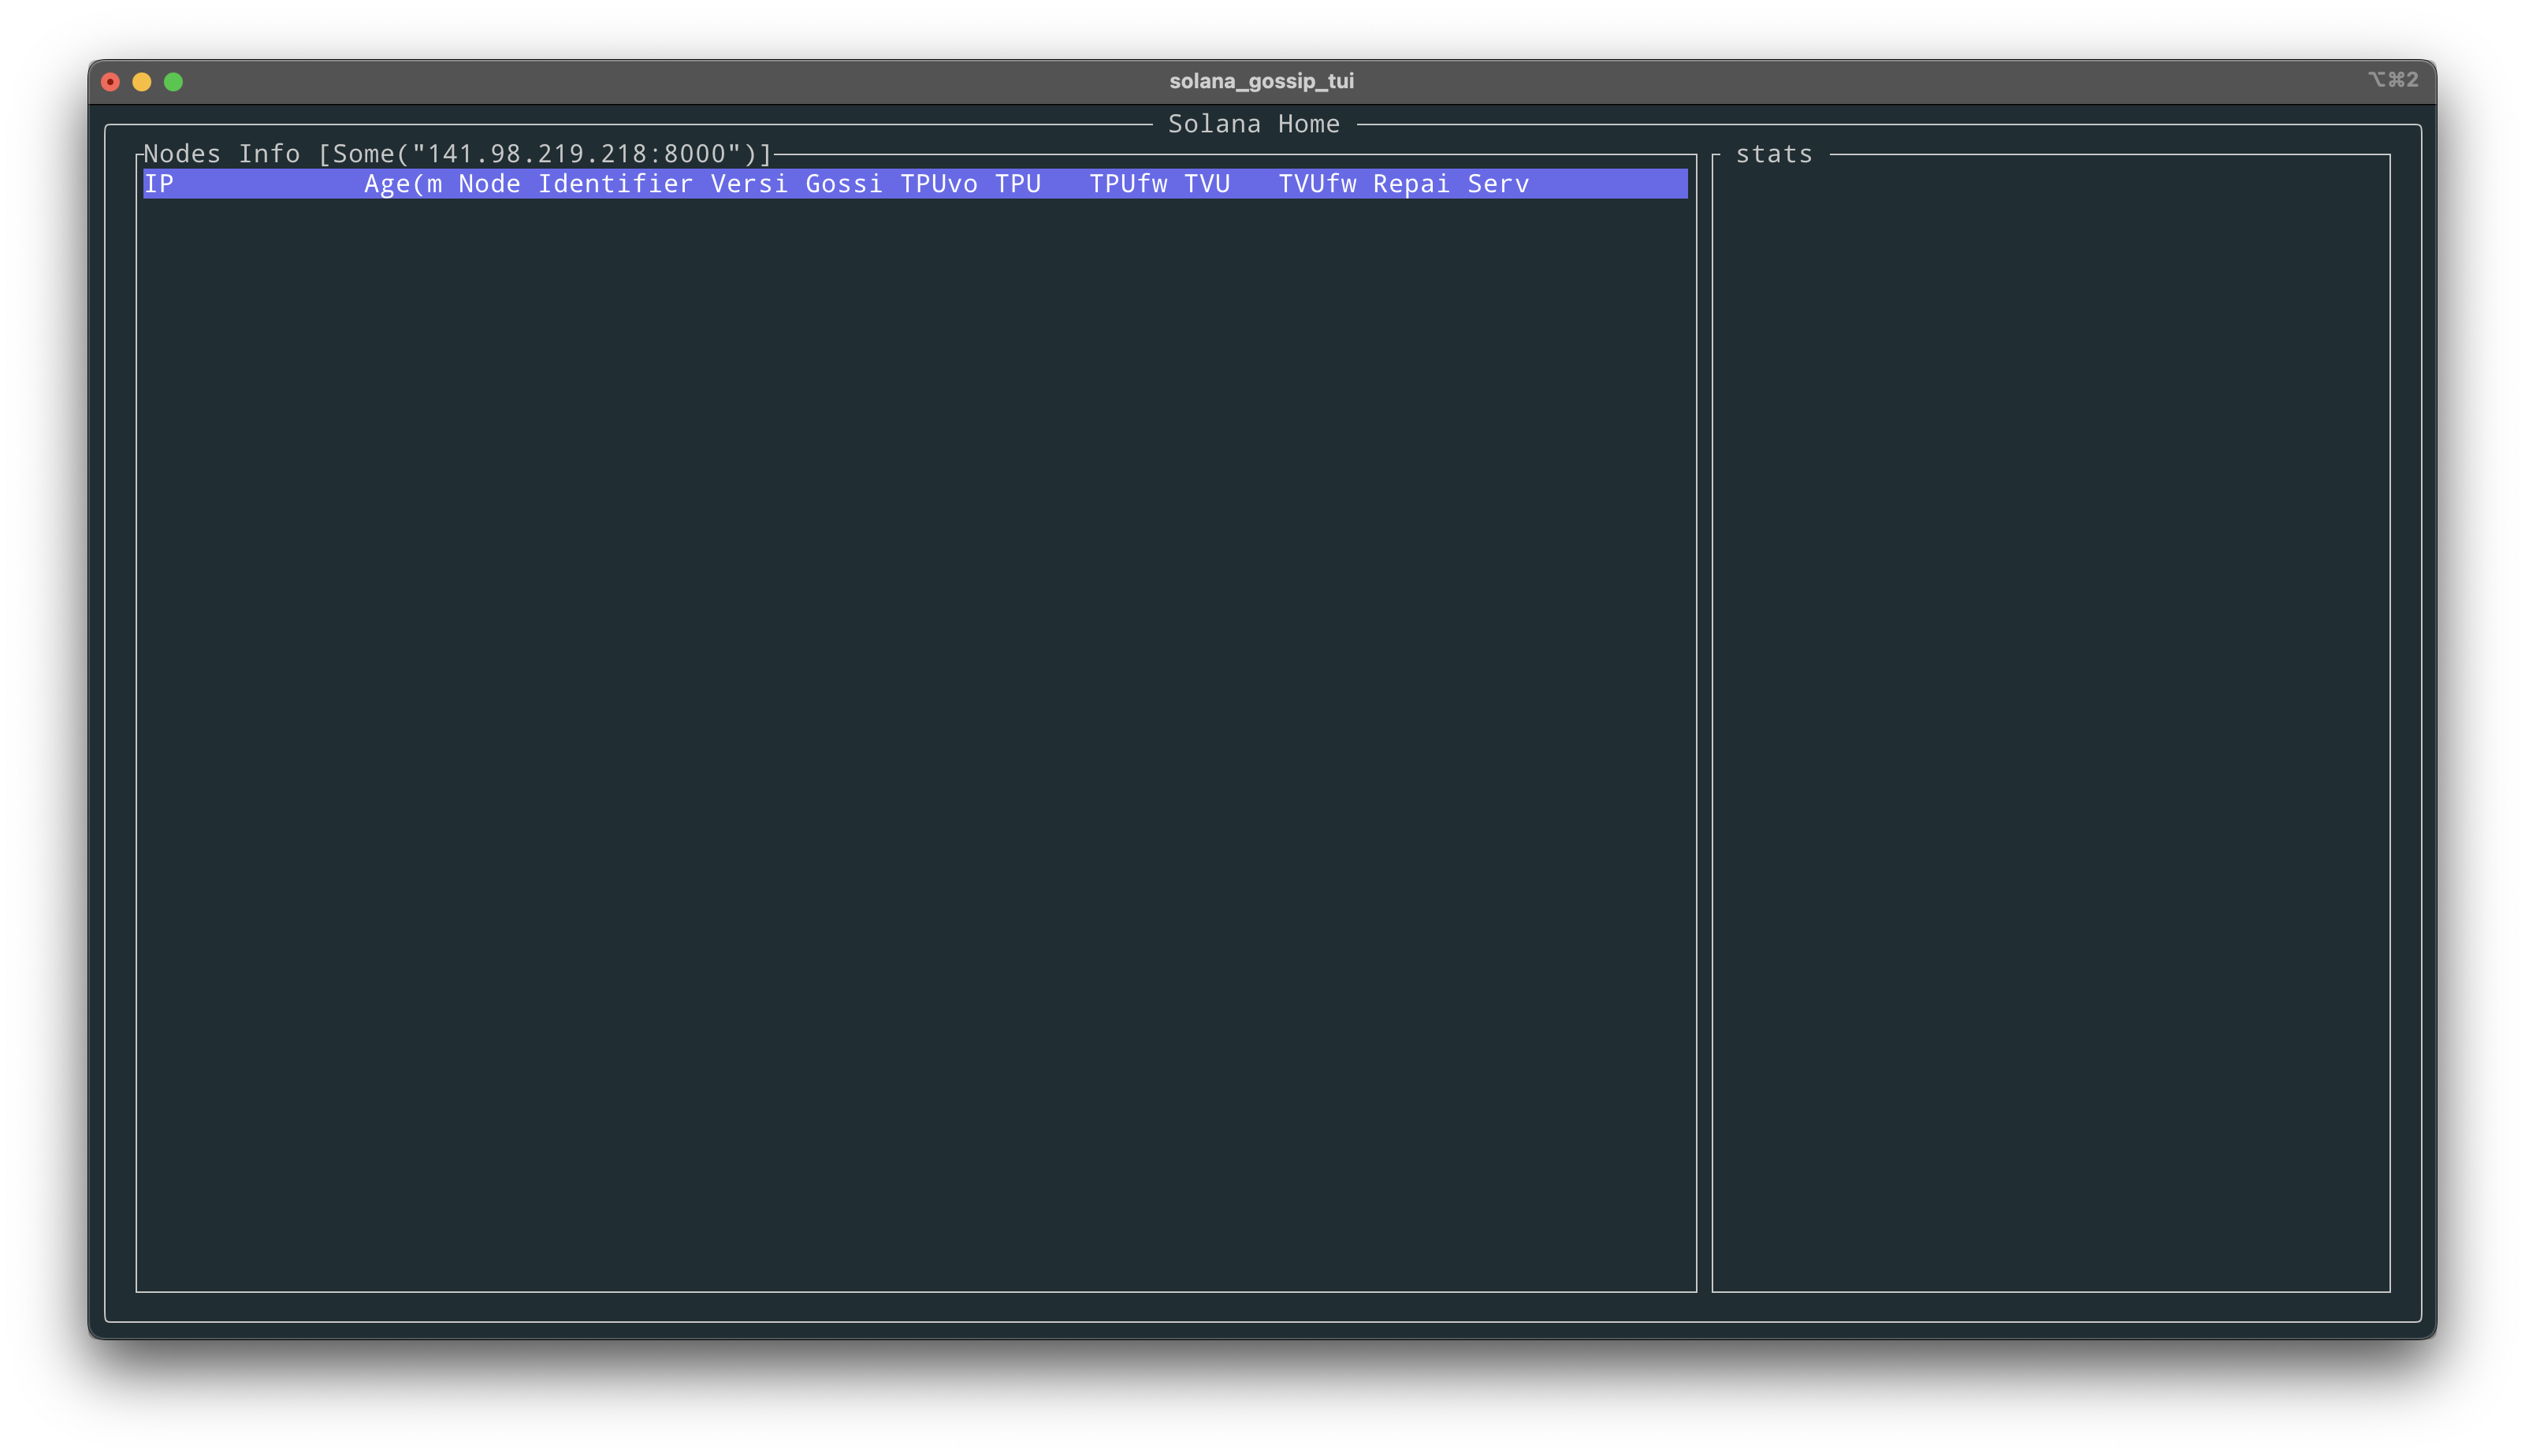 solana_gossip_tui
⌥⌘2
Solana Home
Nodes Info [Some("141.98.219.218:8000")]
stats
IP Age(m Node Identifier Versi Gossi TPUvo TPU TPUfw TVU TVUfw Repai Serv